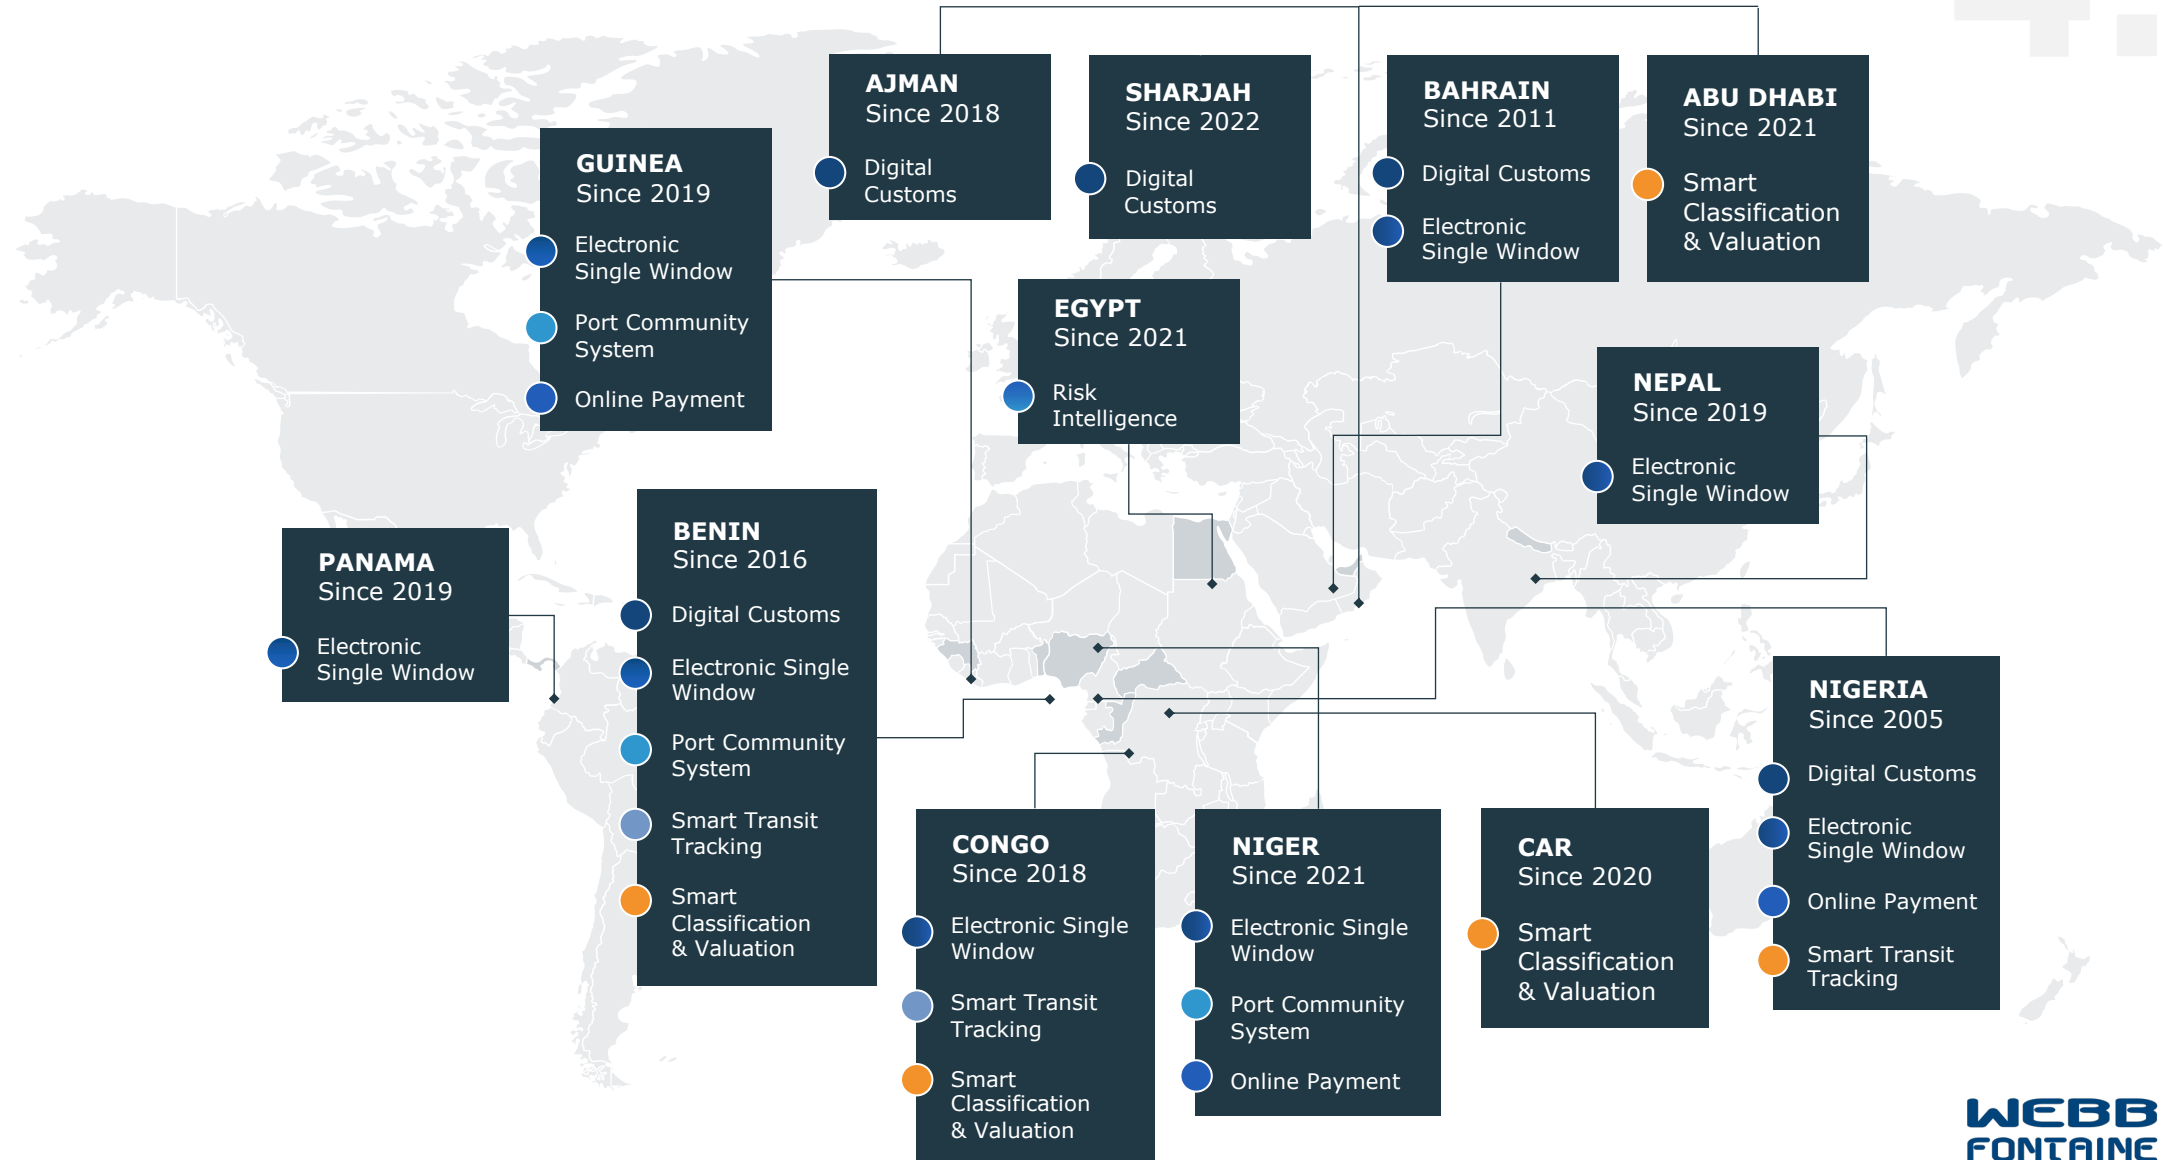 AJMAN
Since 2018
Digital
Customs
SHARJAH
Since 2022
Digital
Customs
BAHRAIN
Since 2011
Digital Customs
Electronic
Single Window
ABU DHABI
Since 2021
Smart
Classification
& Valuation
GUINEA
Since 2019
Electronic
Single Window
Port Community
System
Online Payment
EGYPT
Since 2021
Risk
Intelligence
NEPAL
Since 2019
Electronic
Single Window
PANAMA
Since 2019
Electronic
Single Window
BENIN
Since 2016
Digital Customs
Electronic Single
Window
Port Community
System
Smart Transit
Tracking
Smart
Classification
& Valuation
CONGO
Since 2018
Electronic Single
Window
Smart Transit
Tracking
Smart
Classification
& Valuation
NIGER
Since 2021
Electronic Single
Window
Port Community
System
Online Payment
CAR
Since 2020
Smart
Classification
& Valuation
NIGERIA
Since 2005
Digital Customs
Electronic
Single Window
Online Payment
Smart Transit
Tracking
WEBB
FONTAINE